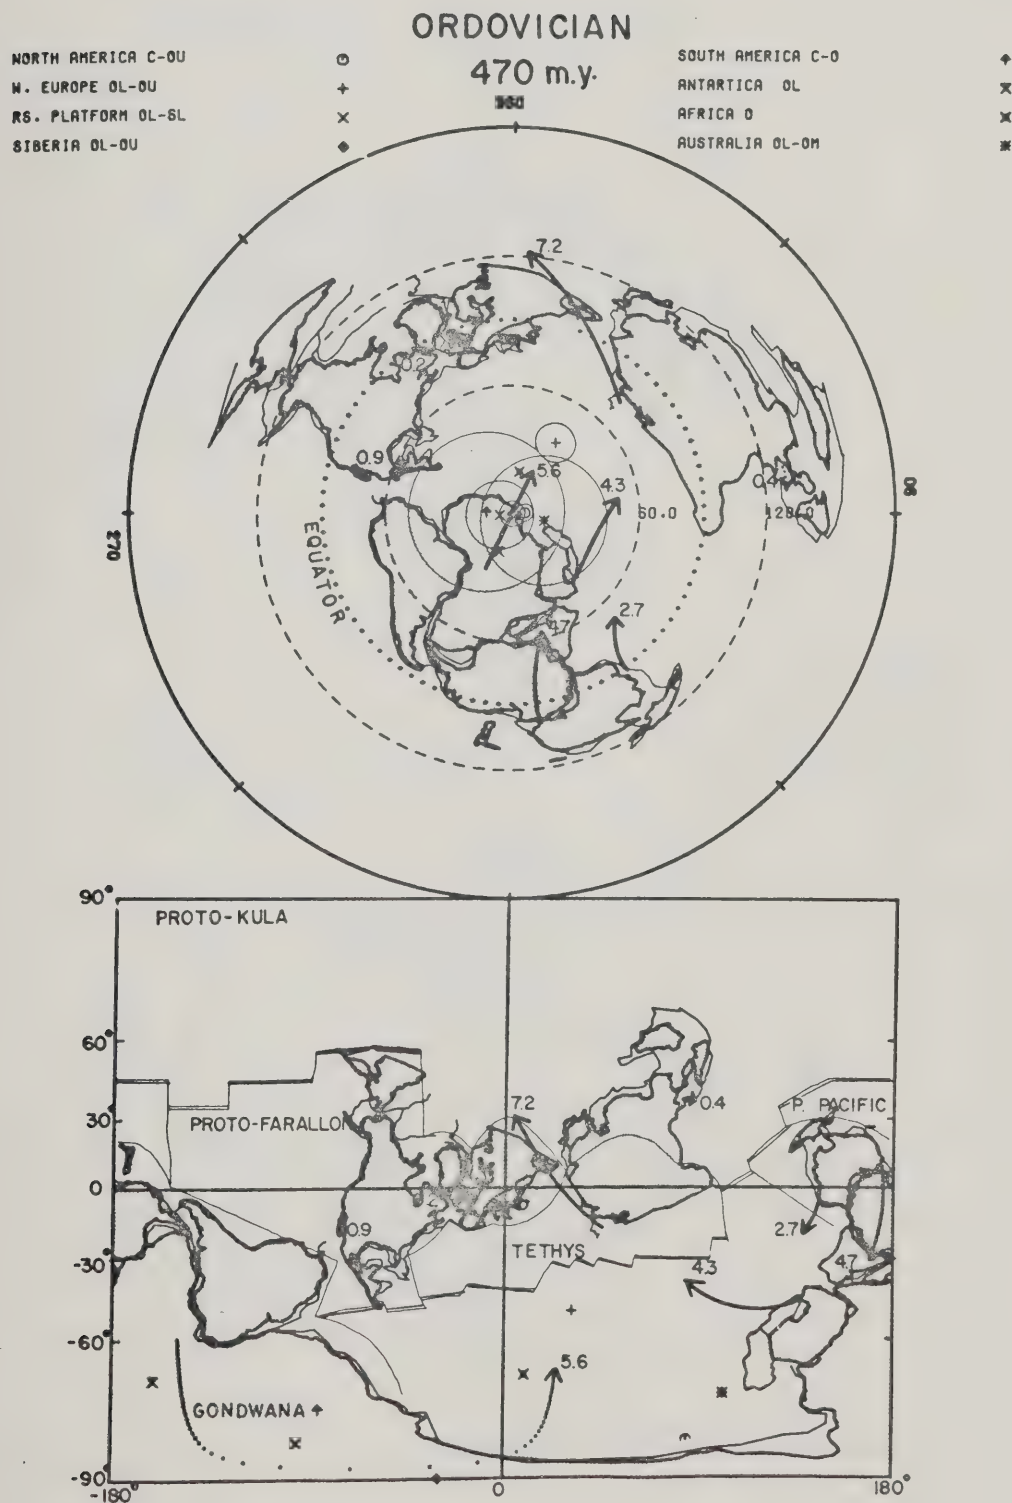 ORDOVICIAN
470 m.y.
NORTH AMERICA C-OU
W. EUROPE OL-OU
RS. PLATFORM OL-SL
SIBERIA OL-OU
SOUTH AMERICA C-O
ANTARTICA OL
AFRICA O
AUSTRALIA OL-OM
7.2
0.2
0.9
5.6
4.3
0.4
60.0
120.0
90
270
EQUATOR
4.7
2.7
90°
PROTO-KULA
60°
30°
PROTO-FARALLON
7.2
0.4
P. PACIFIC
0
0.9
TETHYS
2.7
-30°
4.3
4.7
-60°
5.6
GONDWANA
-90°
-180°
0
180°